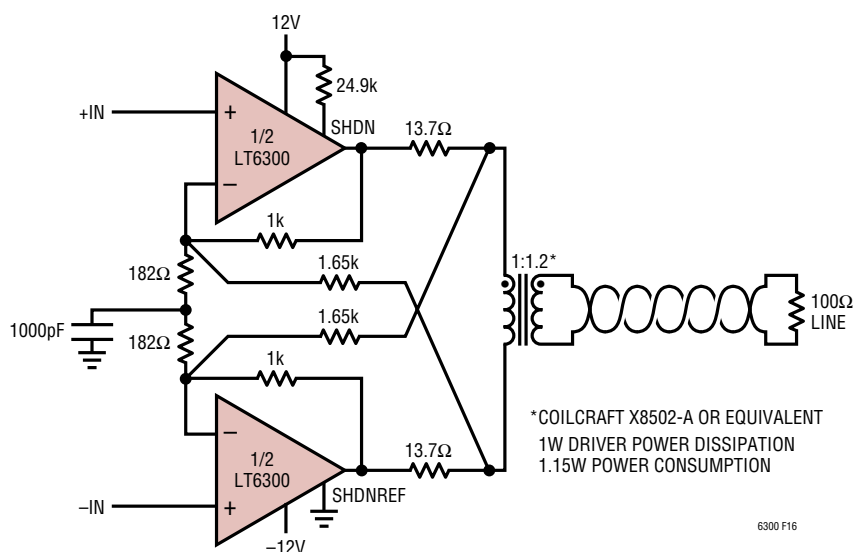 12V
24.9k
+IN
+
1/2
LT6300
–
SHDN
13.7Ω
1k
182Ω
1.65k
1:1.2*
1000pF
182Ω
1.65k
100Ω
LINE
1k
–
1/2
LT6300
+
13.7Ω
SHDNREF
–IN
–12V
*COILCRAFT X8502-A OR EQUIVALENT
1W DRIVER POWER DISSIPATION
1.15W POWER CONSUMPTION
6300 F16